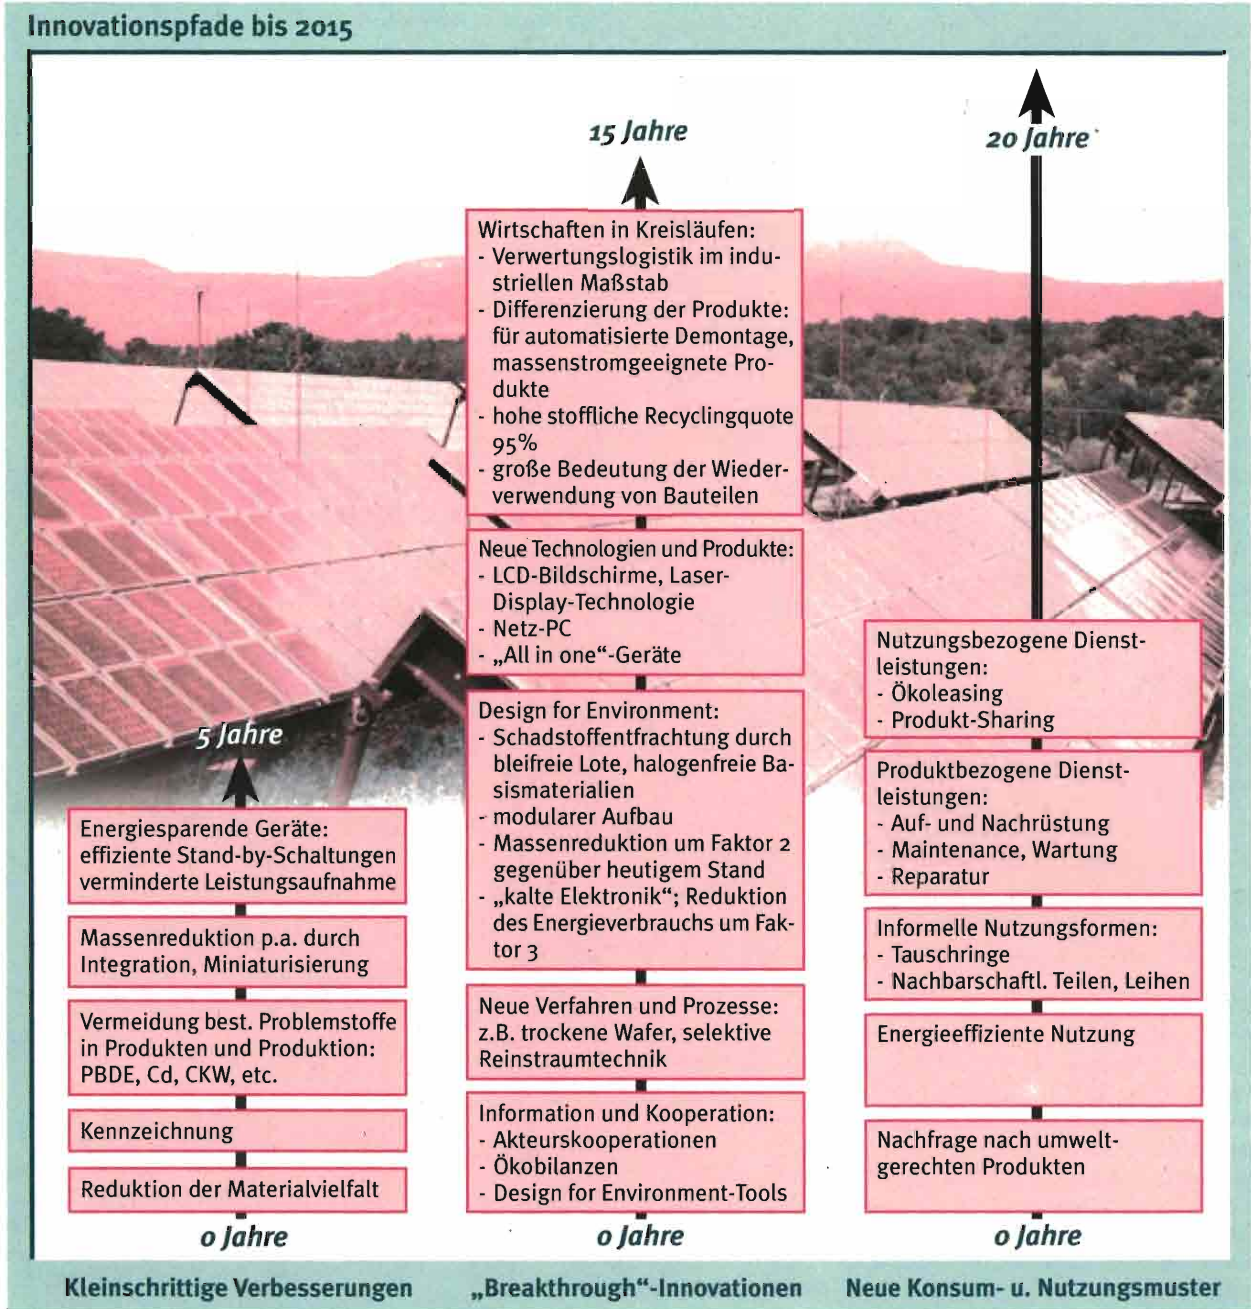 Innovationspfade bis 2015
5 Jahre
Energiesparende Geräte:
effiziente Stand-by-Schaltungen
verminderte Leistungsaufnahme
Massenreduktion p.a. durch
Integration, Miniaturisierung
Vermeidung best. Problemstoffe
in Produkten und Produktion:
PBDE, Cd, CKW, etc.
Kennzeichnung
Reduktion der Materialvielfalt
0 Jahre
Kleinschrittige Verbesserungen
15 Jahre
Wirtschaften in Kreisläufen:
- Verwertungslogistik im indu-
striellen Maßstab
- Differenzierung der Produkte:
für automatisierte Demontage,
massenstromgeeignete Pro-
dukte
- hohe stoffliche Recyclingquote
95%
- große Bedeutung der Wieder-
verwendung von Bauteilen
Neue Technologien und Produkte:
- LCD-Bildschirme, Laser-
Display-Technologie
- Netz-PC
- „All in one“-Geräte
Design for Environment:
- Schadstoffentfrachtung durch
bleifreie Lote, halogenfreie Ba-
sismaterialien
- modularer Aufbau
- Massenreduktion um Faktor 2
gegenüber heutigem Stand
- „kalte Elektronik“; Reduktion
des Energieverbrauchs um Fak-
tor 3
Neue Verfahren und Prozesse:
z.B. trockene Wafer, selektive
Reinstraumtechnik
Information und Kooperation:
- Akteurskooperationen
- Ökobilanzen
- Design for Environment-Tools
0 Jahre
„Breakthrough“-Innovationen
20 Jahre
Nutzungsbezogene Dienst-
leistungen:
- Ökoleasing
- Produkt-Sharing
Produktbezogene Dienst-
leistungen:
- Auf- und Nachrüstung
- Maintenance, Wartung
- Reparatur
Informelle Nutzungsformen:
- Tauschringe
- Nachbarschaftl. Teilen, Leihen
Energieeffiziente Nutzung
Nachfrage nach umwelt-
gerechten Produkten
0 Jahre
Neue Konsum- u. Nutzungsmuster